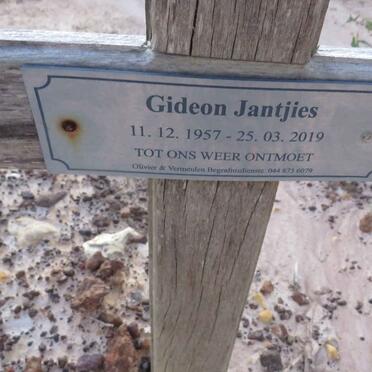 Gideon Jantjies
11. 12. 1957 - 25. 03. 2019
TOT ONS WEER ONTMOET
Olivier & Vermeulen Begrafnisdienste: 044 873 6079